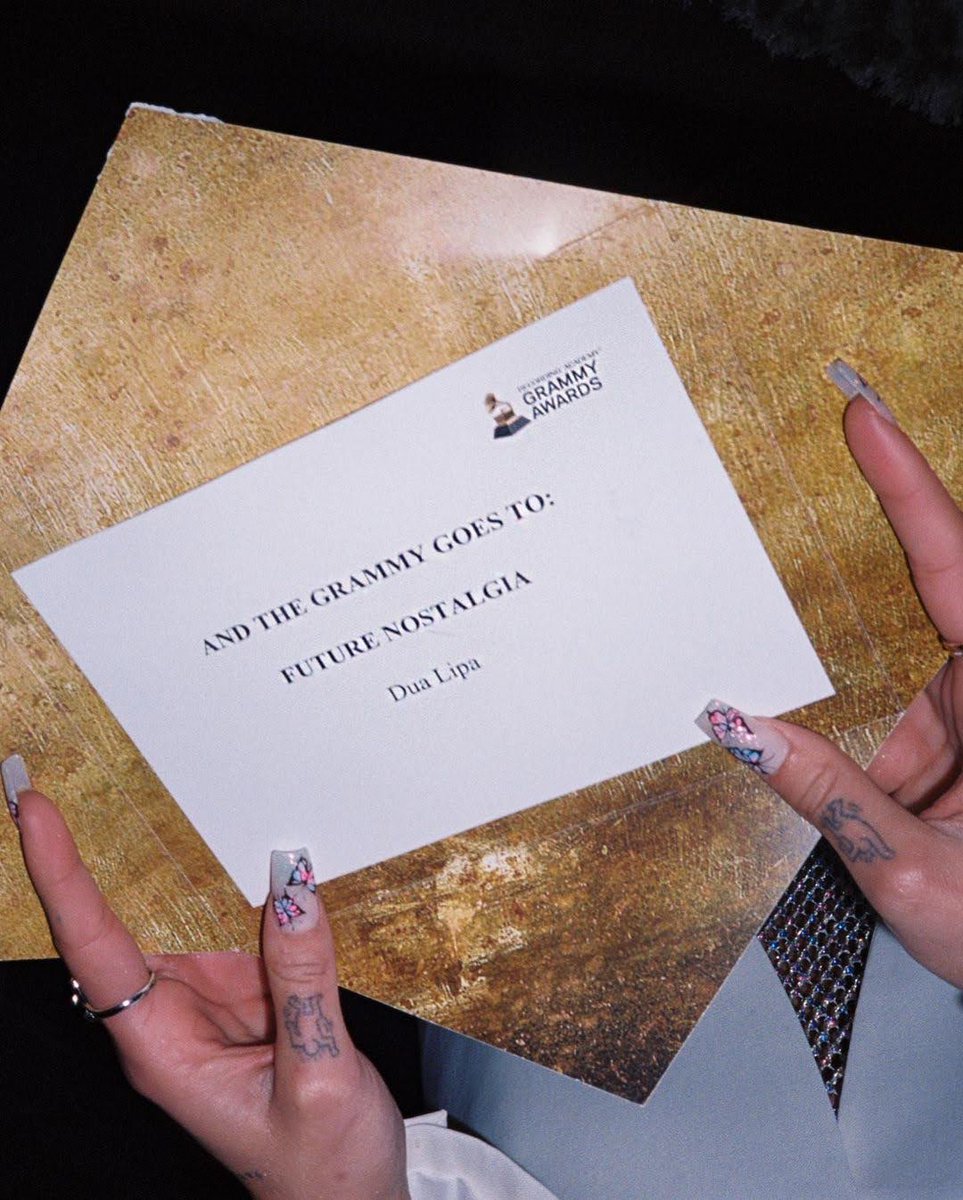 RECORDING ACADEMY
GRAMMY
AWARDS
AND THE GRAMMY GOES TO:
FUTURE NOSTALGIA
Dua Lipa